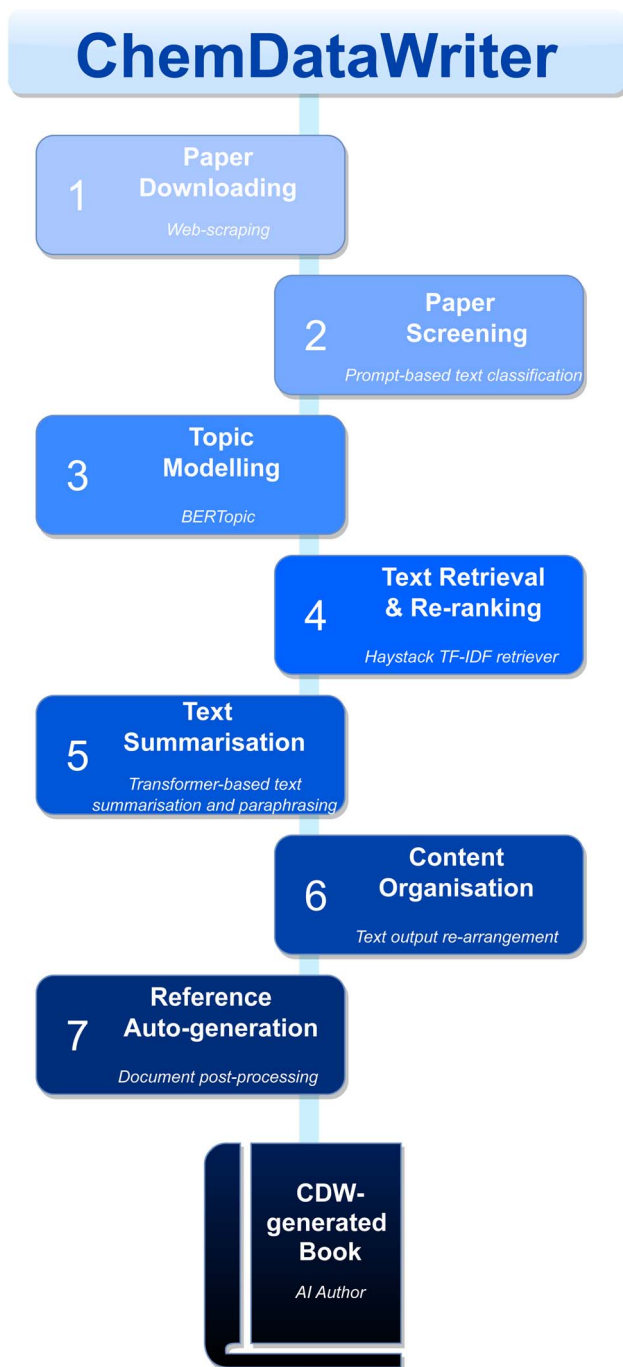 ChemDataWriter
1
Paper
Downloading
Web-scraping
2
Paper
Screening
Prompt-based text classification
3
Topic
Modelling
BERTopic
4
Text Retrieval
& Re-ranking
Haystack TF-IDF retriever
5
Text
Summarisation
Transformer-based text
summarisation and paraphrasing
6
Content
Organisation
Text output re-arrangement
7
Reference
Auto-generation
Document post-processing
CDW-
generated
Book
AI Author